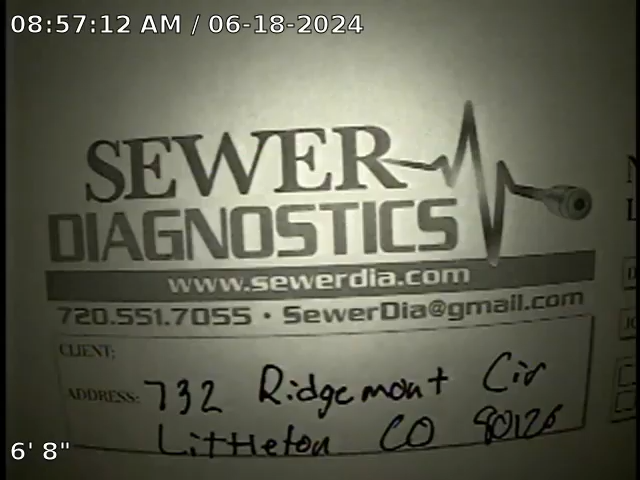 08:57:12 AM / 06-18-2024
SEWER
DIAGNOSTICS
www.sewerdia.com
720.551.7055 • SewerDia@gmail.com
CLIENT:
ADDRESS: 732 Ridgemont Cir
Littleton CO 80126
6' 8"